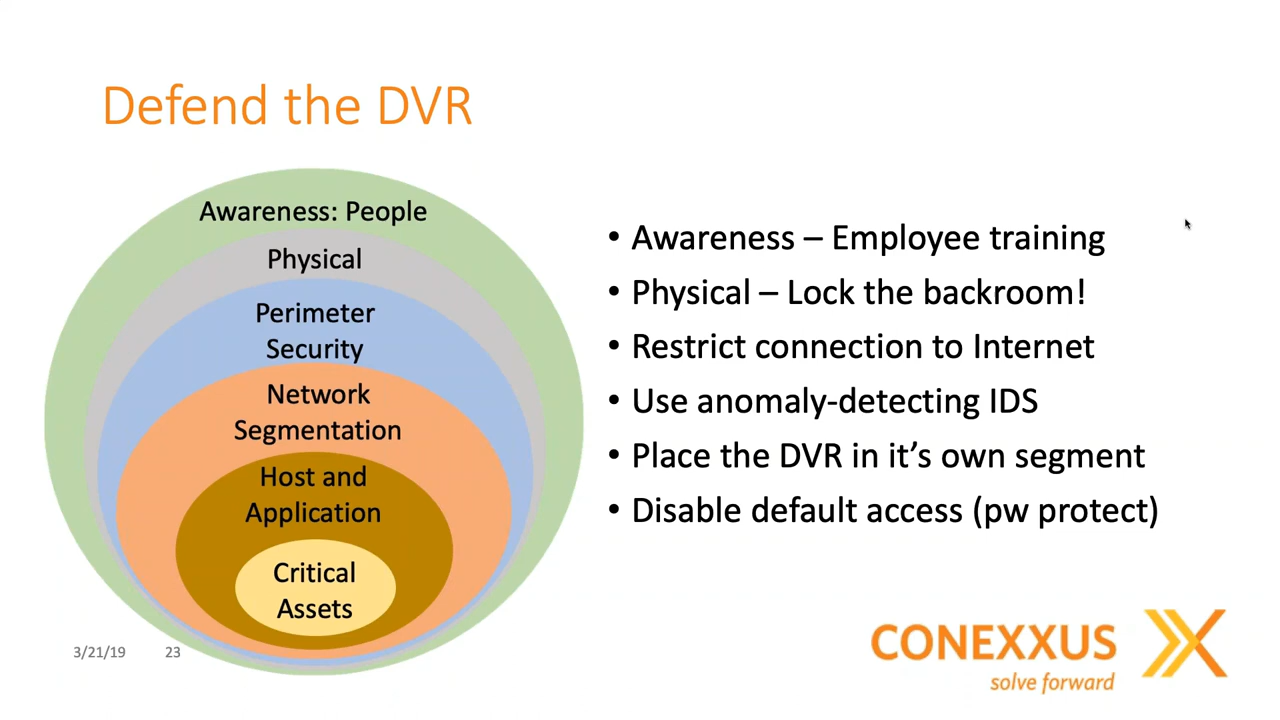 Defend the DVR
Awareness: People
Physical
Perimeter
Security
Network
Segmentation
Host and
Application
Critical
Assets
• Awareness – Employee training
• Physical – Lock the backroom!
• Restrict connection to Internet
• Use anomaly-detecting IDS
• Place the DVR in it’s own segment
• Disable default access (pw protect)
3/21/19 23
CONEXXUS
solve forward